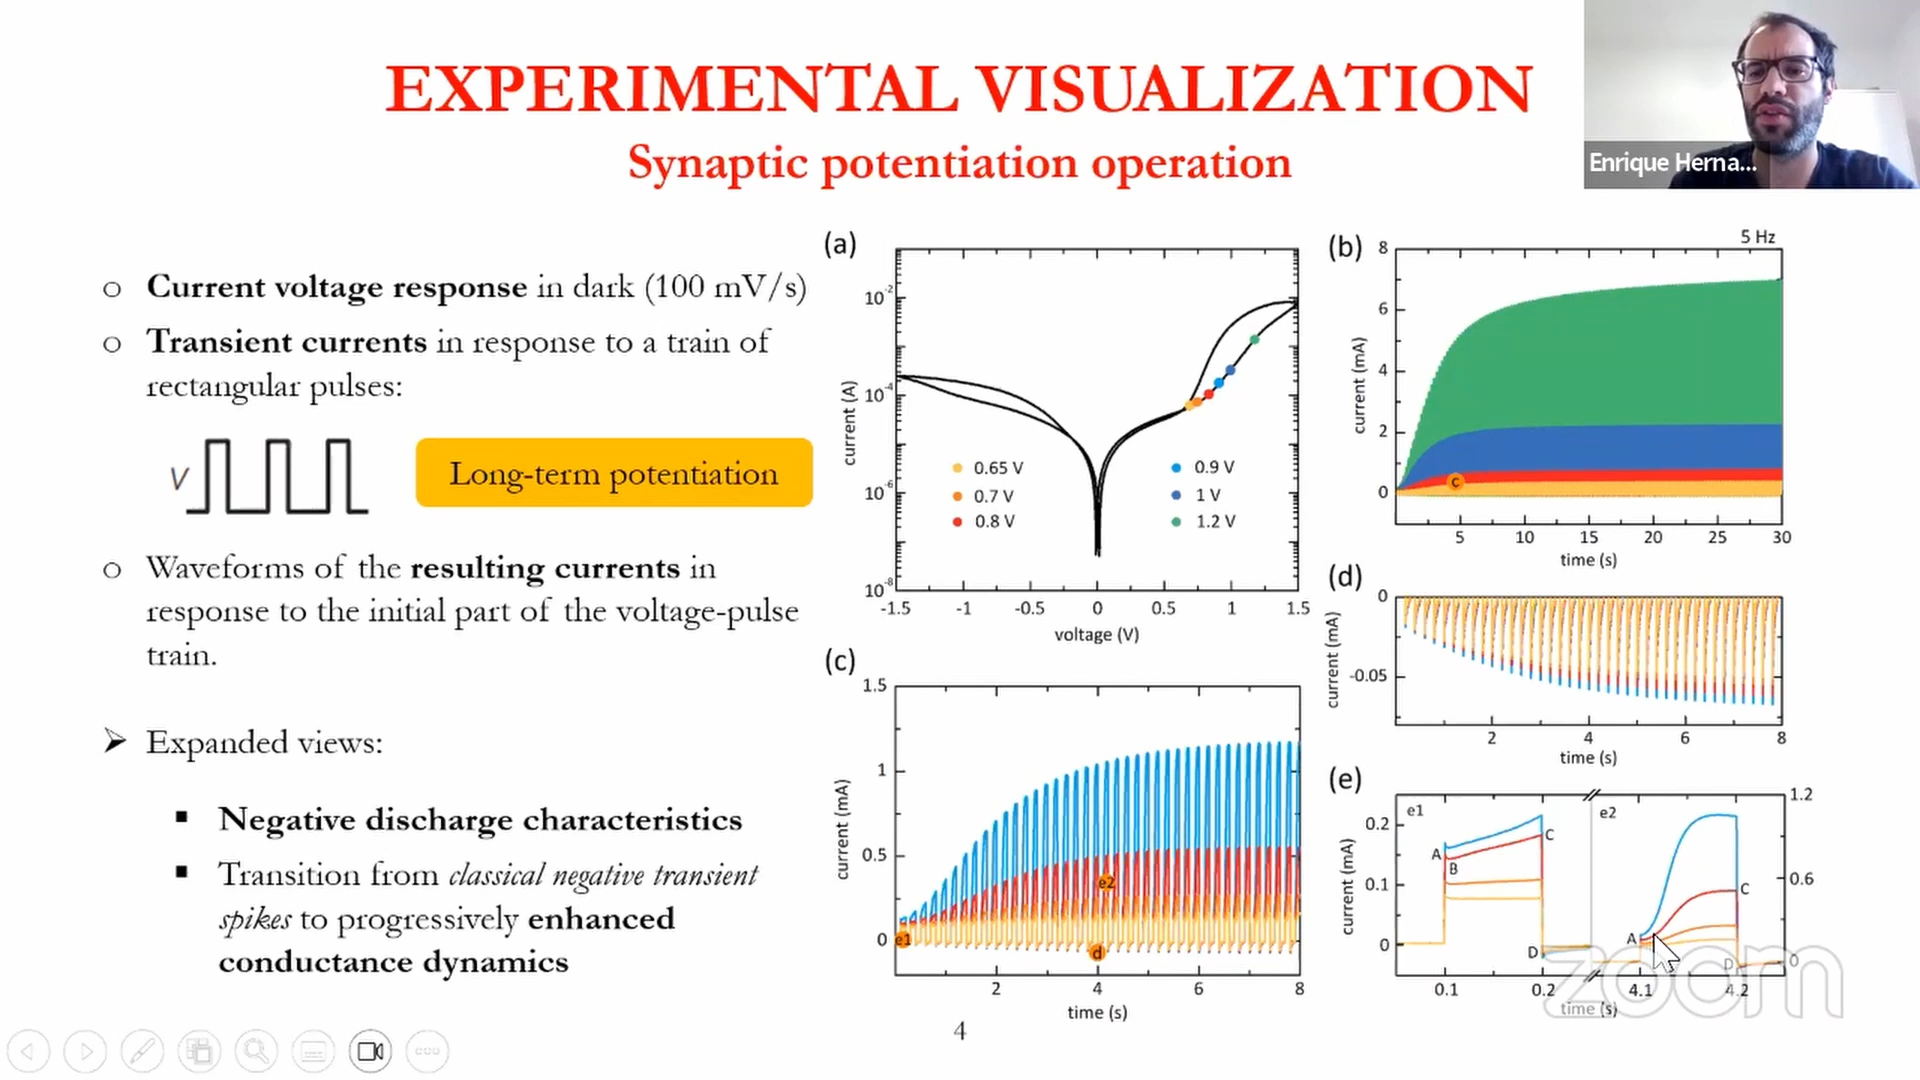 EXPERIMENTAL VISUALIZATION
Synaptic potentiation operation
Enrique Herna...
Current voltage response in dark (100 mV/s)
Transient currents in response to a train of
rectangular pulses:
V
Long-term potentiation
Waveforms of the resulting currents in
response to the initial part of the voltage-pulse
train.
Expanded views:
Negative discharge characteristics
Transition from classical negative transient
spikes to progressively enhanced
conductance dynamics
(a)
10-2
10-4
10-6
10-8
current (A)
0.65 V
0.7 V
0.8 V
0.9 V
1 V
1.2 V
-1.5 -1 -0.5 0 0.5 1 1.5
voltage (V)
(b)
5 Hz
8
6
4
2
0
current (mA)
c
5 10 15 20 25 30
time (s)
(c)
1.5
1
0.5
0
current (mA)
e1
e2
d
2 4 6 8
time (s)
(d)
0
-0.05
current (mA)
2 4 6 8
time (s)
(e)
e1
e2
0.2
0.1
0
current (mA)
1.2
0.6
0
A
B
C
D
A
C
D
0.1 0.2 4.1 4.2
time (s)
zoom
4